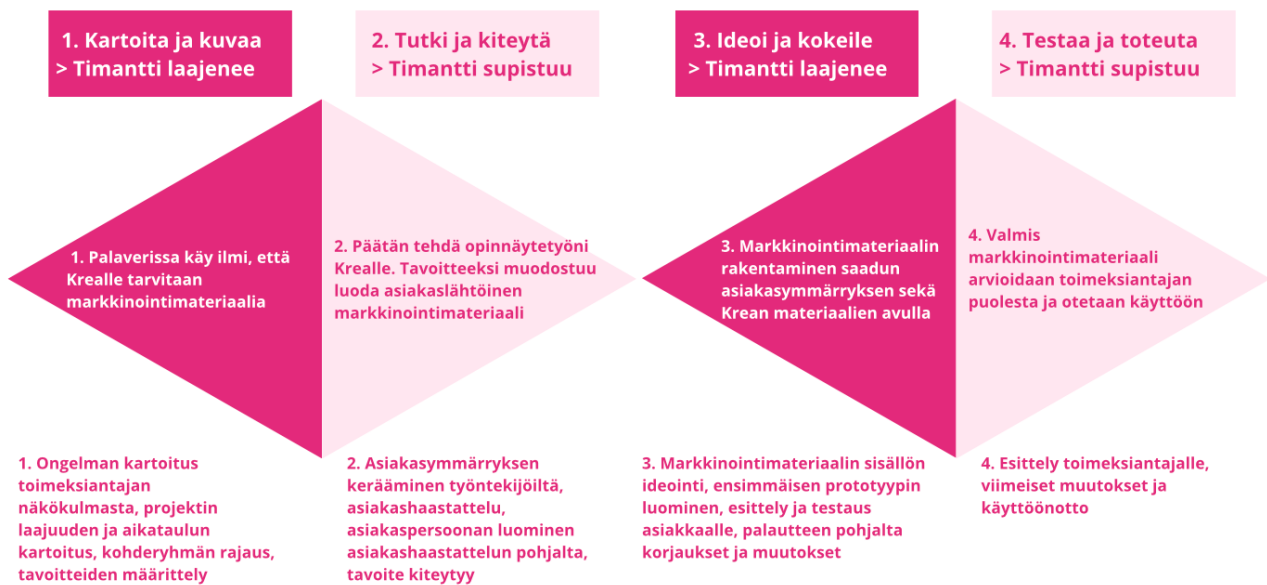 1. Kartoita ja kuvaa
> Timantti laajenee
2. Tutki ja kiteytä
> Timantti supistuu
3. Ideoi ja kokeile
> Timantti laajenee
4. Testaa ja toteuta
> Timantti supistuu
1. Palaverissa käy ilmi, että
Krealle tarvitaan
markkinointimateriaalia
2. Päätän tehdä opinnäytetyöni
Krealle. Tavoitteeksi muodostuu
luoda asiakaslähtöinen
markkinointimateriaali
3. Markkinointimateriaalin
rakentaminen saadun
asiakasymmärryksen sekä
Krean materiaalien avulla
4. Valmis
markkinointimateriaali
arvioidaan toimeksiantajan
puolesta ja otetaan käyttöön
1. Ongelman kartoitus
toimeksiantajan
näkökulmasta, projektin
laajuuden ja aikataulun
kartoitus, kohderyhmän rajaus,
tavoitteiden määrittely
2. Asiakasymmärryksen
kerääminen työntekijöiltä,
asiakashaastattelu,
asiakaspersoonan luominen
asiakashaastattelun pohjalta,
tavoite kiteytyy
3. Markkinointimateriaalin sisällön
ideointi, ensimmäisen prototyypin
luominen, esittely ja testaus
asiakkaalle, palautteen pohjalta
korjaukset ja muutokset
4. Esittely toimeksiantajalle,
viimeiset muutokset ja
käyttöönotto